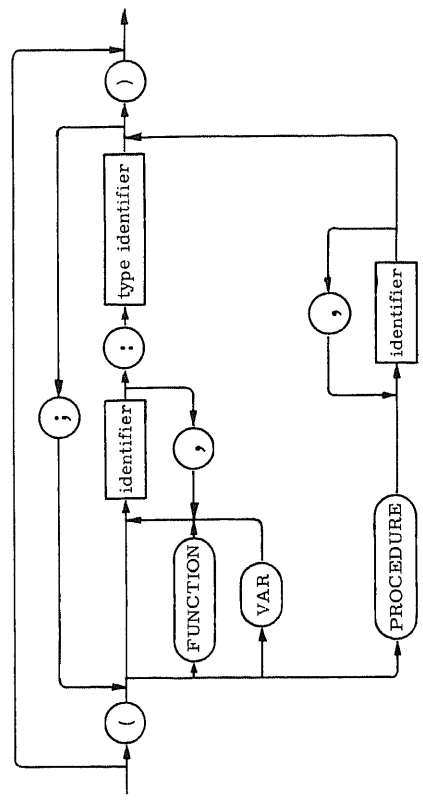 (
;
)
identifier
:
type identifier
,
FUNCTION
VAR
PROCEDURE
identifier
,